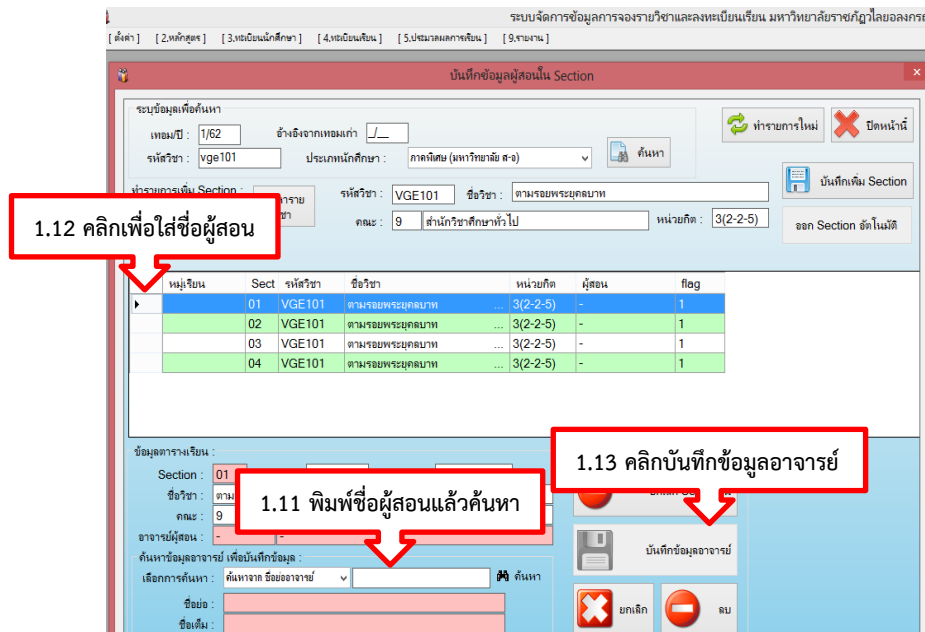 ระบบจัดการข้อมูลการจองรายวิชาและลงทะเบียนเรียน มหาวิทยาลัยราชภัฏวไลยอลงกรณ
[ ตั้งค่า ] [ 2.หลักสูตร ] [ 3.ทะเบียนนักศึกษา ] [ 4.ทะเบียนเรียน ] [ 5.ประมวลผลการเรียน ] [ 9.รายงาน ]
บันทึกข้อมูลผู้สอนใน Section
ระบุข้อมูลเพื่อค้นหา
เทอม/ปี : 1/62 อ้างอิงจากเทอมเก่า _/__
ทำรายการใหม่ ปิดหน้านี้
รหัสวิชา : vge101 ประเภทนักศึกษา : ภาคพิเศษ (มหาวิทยาลัย ส-อ) ค้นหา
ทำรายการเพิ่ม Section :
รหัสวิชา : VGE101 ชื่อวิชา : ตามรอยพระยุคลบาท
บันทึกเพิ่ม Section
คณะ : 9 สำนักวิชาศึกษาทั่วไป หน่วยกิต : 3(2-2-5)
ออก Section อัตโนมัติ
1.12 คลิกเพื่อใส่ชื่อผู้สอน
หมู่เรียน Sect รหัสวิชา ชื่อวิชา หน่วยกิต ผู้สอน flag
01 VGE101 ตามรอยพระยุคลบาท ... 3(2-2-5) - 1
02 VGE101 ตามรอยพระยุคลบาท ... 3(2-2-5) - 1
03 VGE101 ตามรอยพระยุคลบาท ... 3(2-2-5) - 1
04 VGE101 ตามรอยพระยุคลบาท ... 3(2-2-5) - 1
ข้อมูลตารางเรียน :
Section : 01
1.13 คลิกบันทึกข้อมูลอาจารย์
ชื่อวิชา : ตาม
1.11 พิมพ์ชื่อผู้สอนแล้วค้นหา
คณะ : 9
อาจารย์ผู้สอน : - -
บันทึกข้อมูลอาจารย์
ค้นหาข้อมูลอาจารย์ เพื่อบันทึกข้อมูล :
เลือกการค้นหา : ค้นหาจาก ชื่อย่ออาจารย์ ค้นหา
ชื่อย่อ :
ยกเลิก ลบ
ชื่อเต็ม :